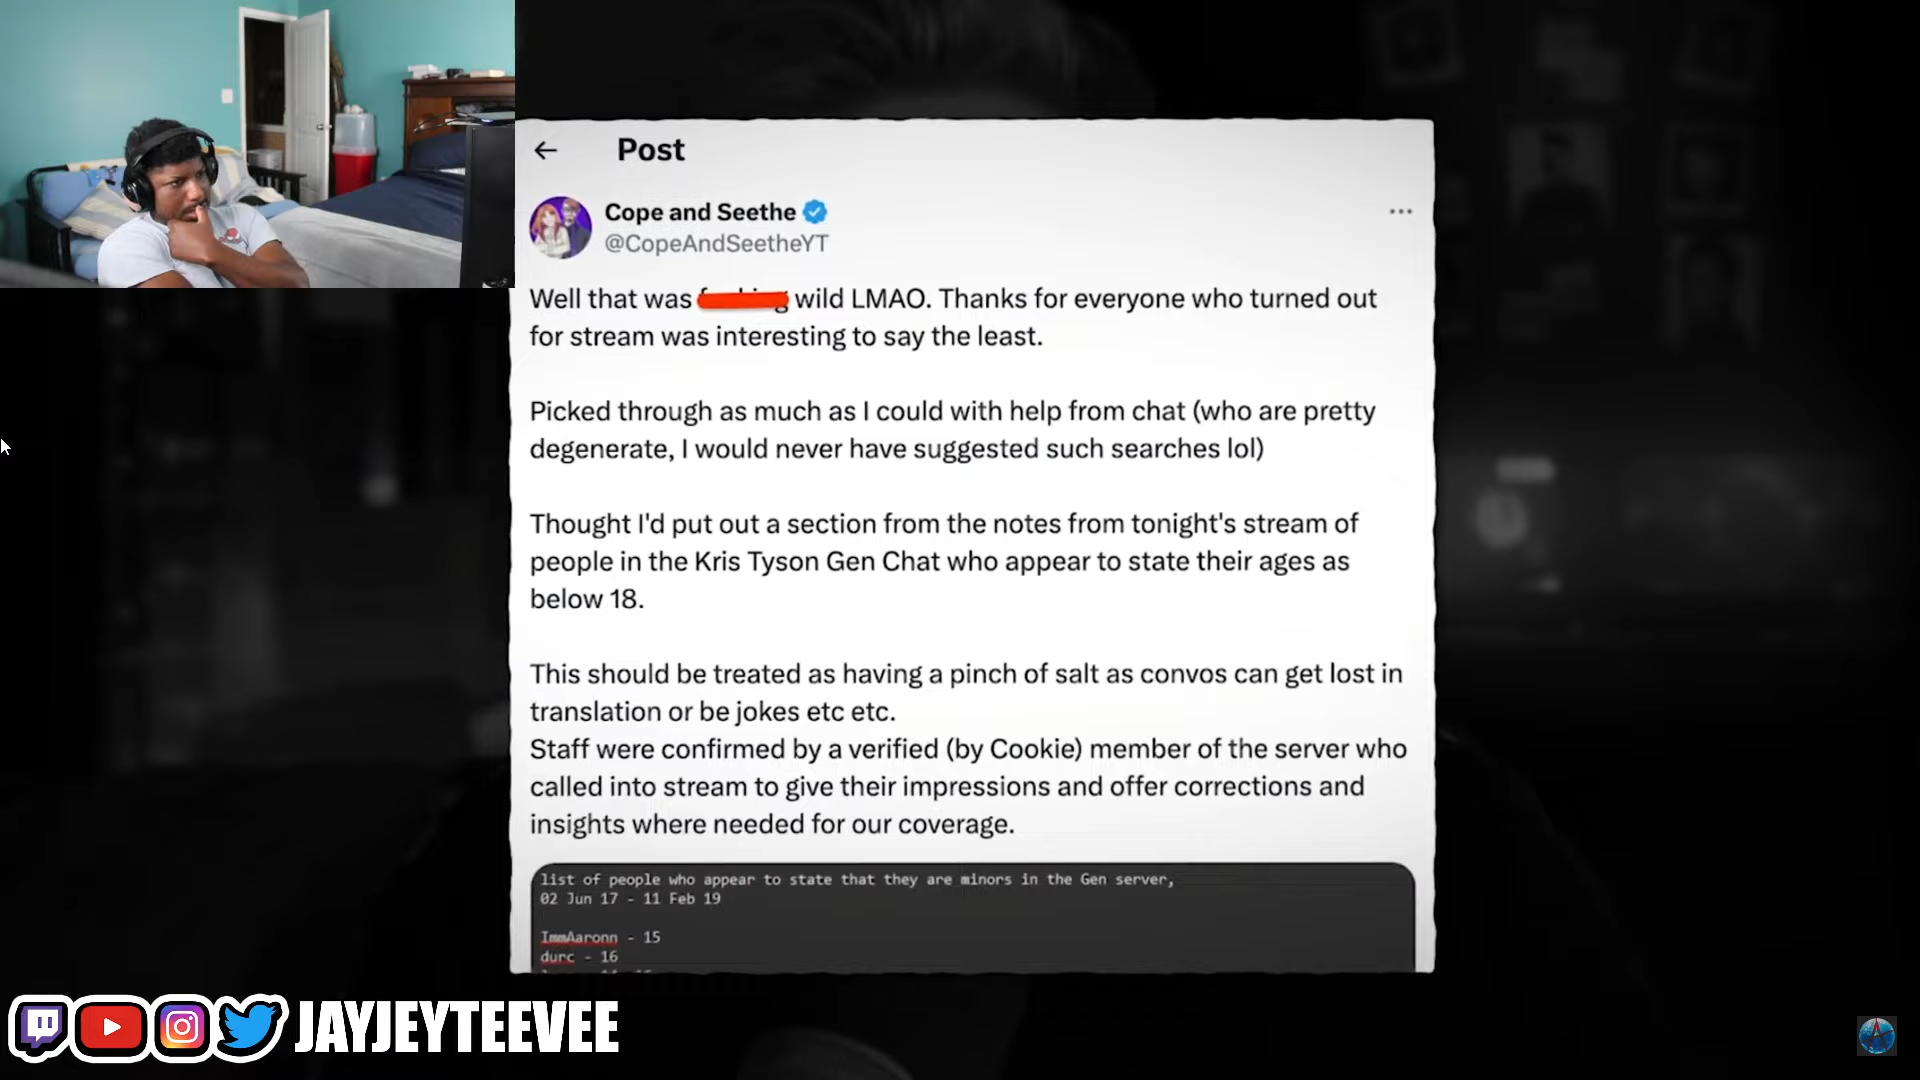 Post
Cope and Seethe
@CopeAndSeetheYT
Well that was wild LMAO. Thanks for everyone who turned out
for stream was interesting to say the least.
Picked through as much as I could with help from chat (who are pretty
degenerate, I would never have suggested such searches lol)
Thought I'd put out a section from the notes from tonight's stream of
people in the Kris Tyson Gen Chat who appear to state their ages as
below 18.
This should be treated as having a pinch of salt as convos can get lost in
translation or be jokes etc etc.
Staff were confirmed by a verified (by Cookie) member of the server who
called into stream to give their impressions and offer corrections and
insights where needed for our coverage.
list of people who appear to state that they are minors in the Gen server,
02 Jun 17 - 11 Feb 19
ImmAaronn - 15
durc - 16
JAYJEYTEEVEE